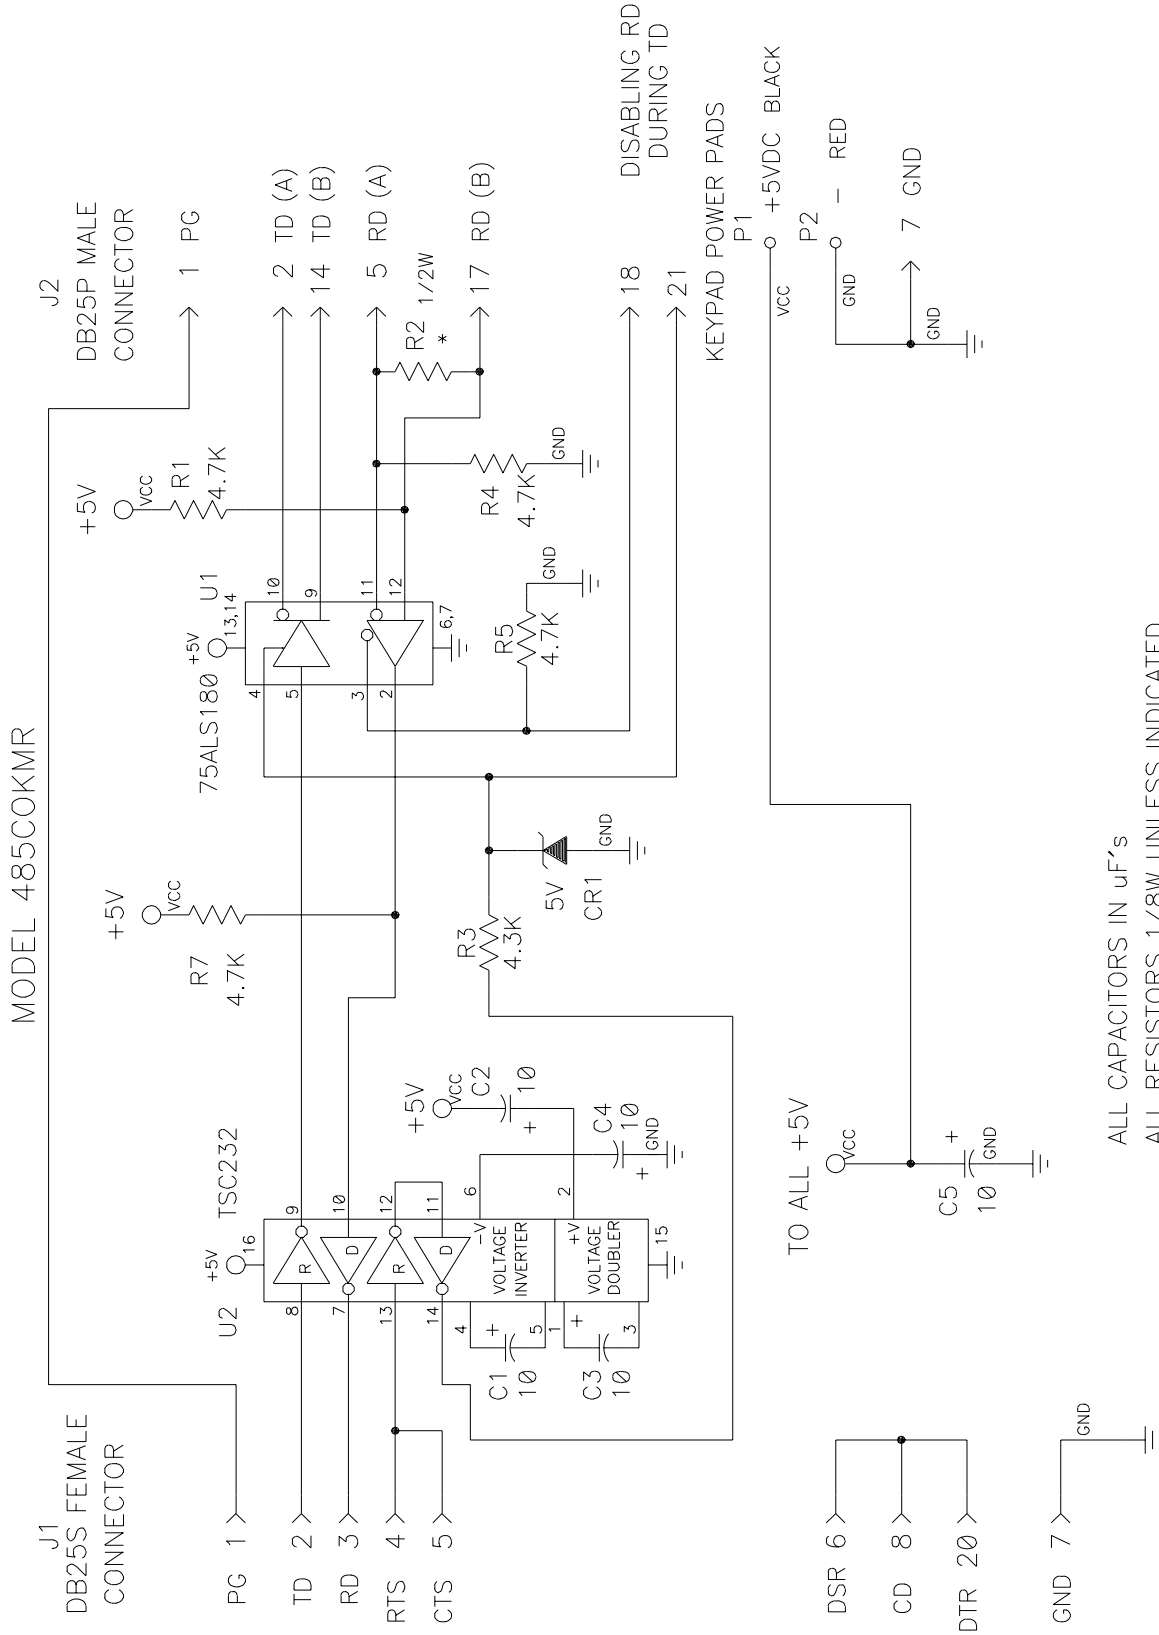 MODEL 485COKMR
J1
DB25S FEMALE
CONNECTOR
J2
DB25P MALE
CONNECTOR
PG 1
TD 2
RD 3
RTS 4
CTS 5
DSR 6
CD 8
DTR 20
GND 7
GND
U2
TSC232
+5V
16
8
9
R
7
10
D
13
12
R
14
11
D
4
5
1
3
6
2
15
-V
VOLTAGE
INVERTER
+V
VOLTAGE
DOUBLER
+
C1
10
+
C3
10
+5V
VCC
C2
10
+
C4
10
+
GND
+5V
VCC
R7
4.7K
R3
4.3K
5V
CR1
GND
75ALS180
U1
+5V
13,14
4
5
3
2
10
9
11
12
6,7
R5
4.7K
GND
+5V
VCC
R1
4.7K
R4
4.7K
GND
R2
*
1/2W
1 PG
2 TD (A)
14 TD (B)
5 RD (A)
17 RD (B)
18
21
DISABLING RD
DURING TD
KEYPAD POWER PADS
P1
+5VDC BLACK
VCC
P2
- RED
GND
7 GND
GND
TO ALL +5V
VCC
C5
10
+
GND
ALL CAPACITORS IN uF's
ALL RESISTORS 1/8W UNLESS INDICATED